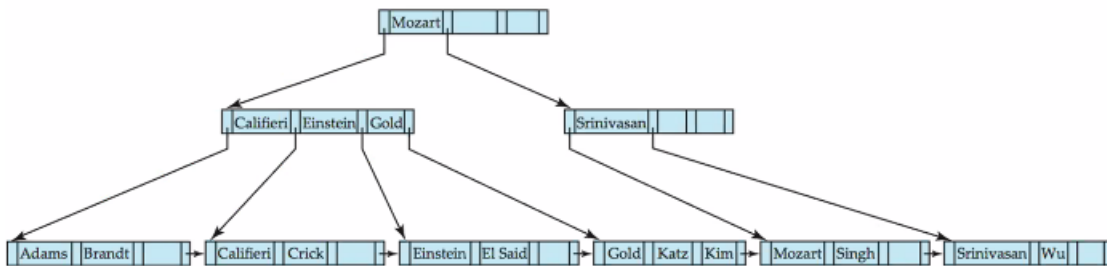 Mozart
Califieri Einstein Gold Srinivasan
Adams Brandt Califieri Crick Einstein El Said Gold Katz Kim Mozart Singh Srinivasan Wu